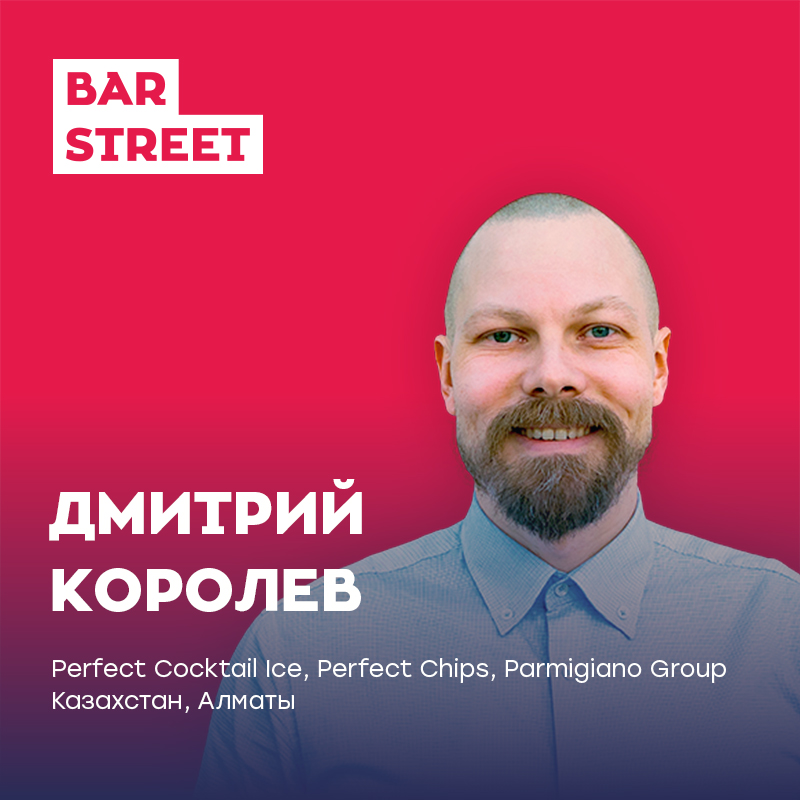 BAR
STREET
ДМИТРИЙ
КОРОЛЕВ
Perfect Cocktail Ice, Perfect Chips, Parmigiano Group
Казахстан, Алматы